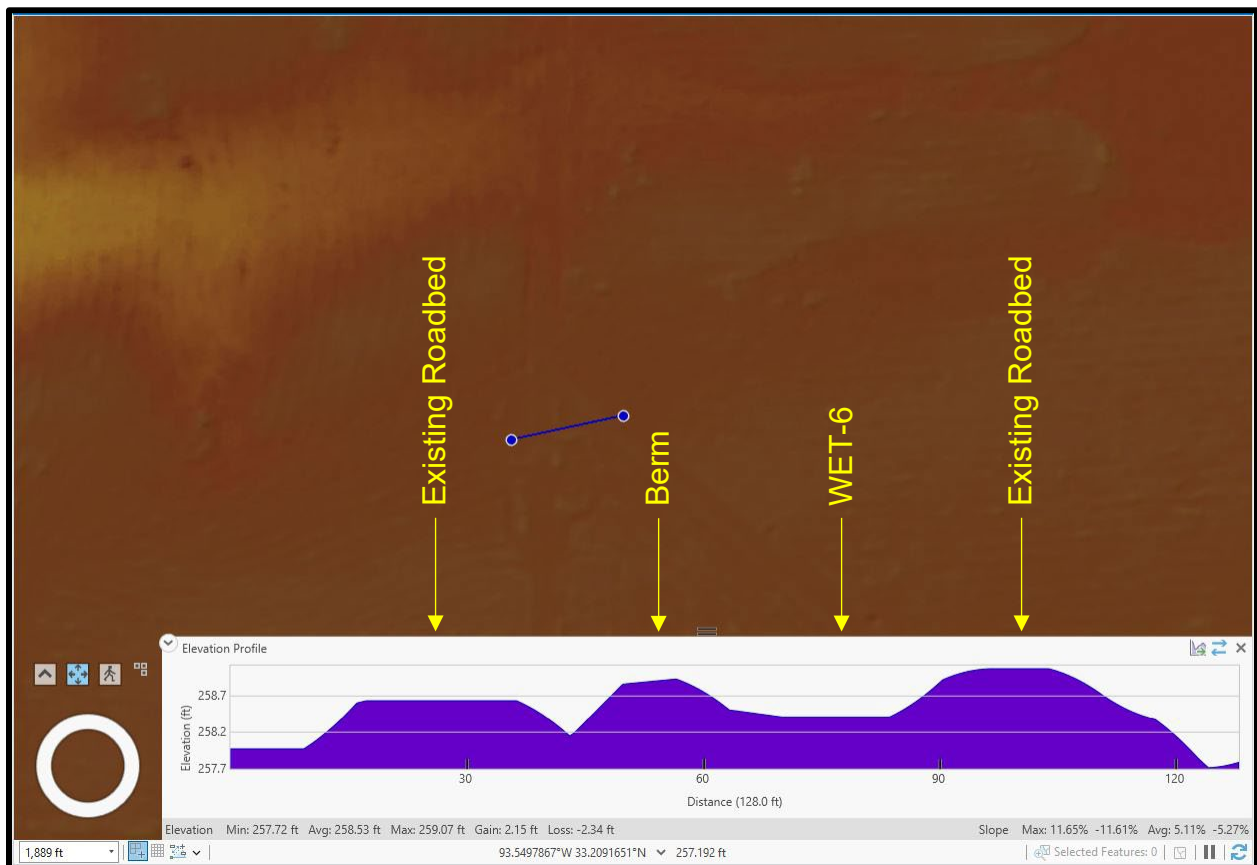 Existing Roadbed
Berm
WET-6
Existing Roadbed
Elevation Profile
Elevation (ft)
258.7
258.2
257.7
30
60
90
120
Distance (128.0 ft)
Elevation Min: 257.72 ft Avg: 258.53 ft Max: 259.07 ft Gain: 2.15 ft Loss: -2.34 ft
Slope Max: 11.65% -11.61% Avg: 5.11% -5.27%
1,889 ft
93.5497867°W 33.2091651°N
257.192 ft
Selected Features: 0